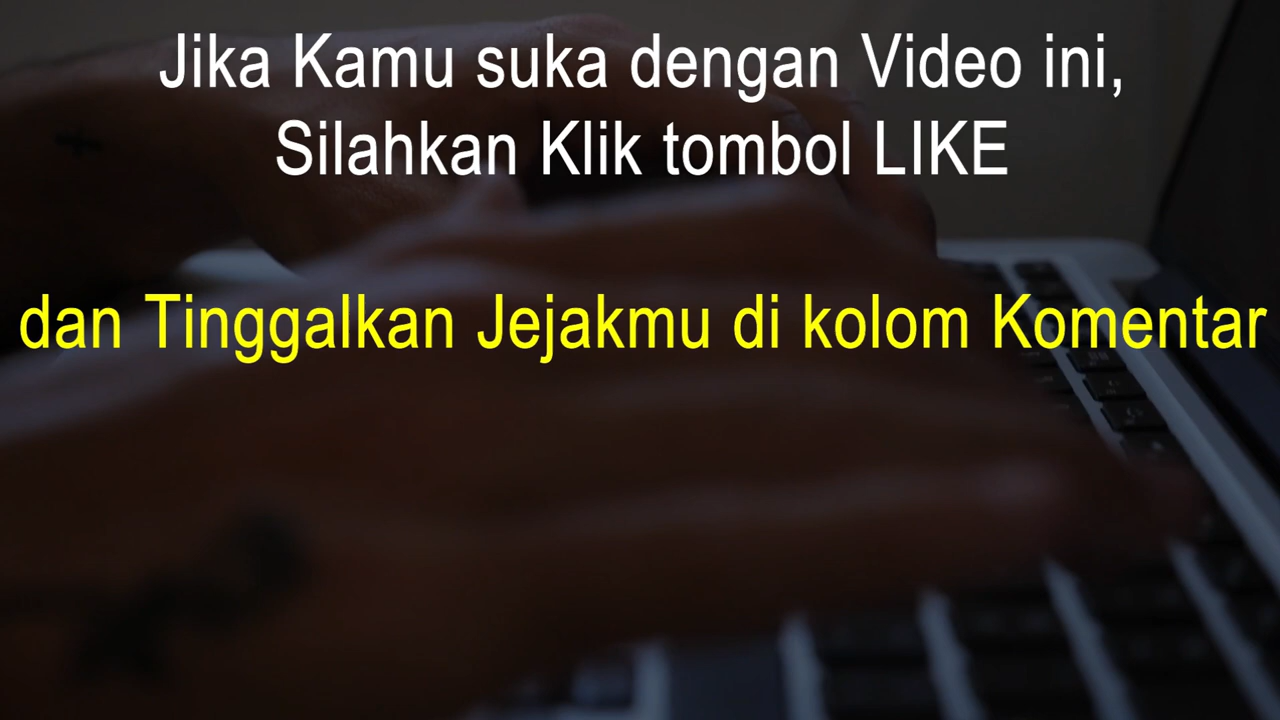 Jika Kamu suka dengan Video ini,
Silahkan Klik tombol LIKE
dan Tinggalkan Jejakmu di kolom Komentar